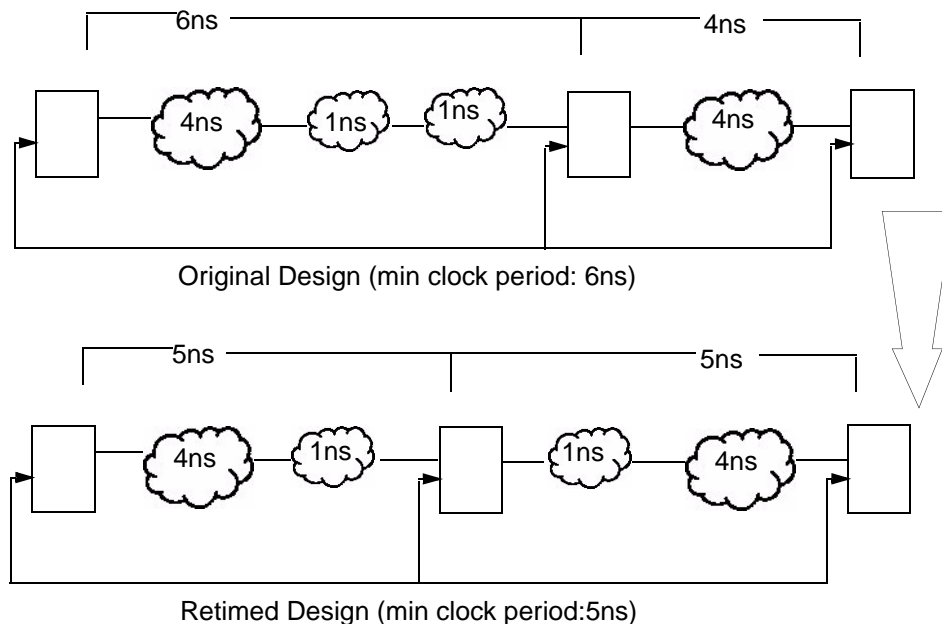 6ns
4ns
4ns
1ns
1ns
4ns
Original Design (min clock period: 6ns)
5ns
5ns
4ns
1ns
1ns
4ns
Retimed Design (min clock period:5ns)